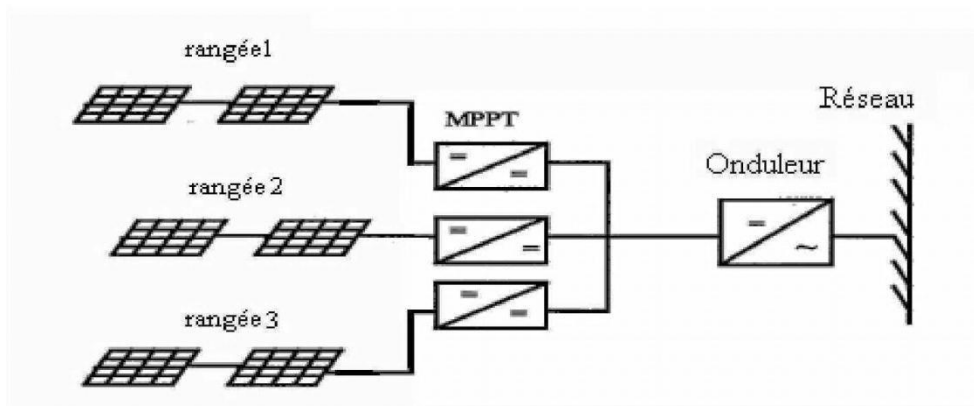 rangée1
Réseau
MPPT
Onduleur
rangée 2
rangée 3